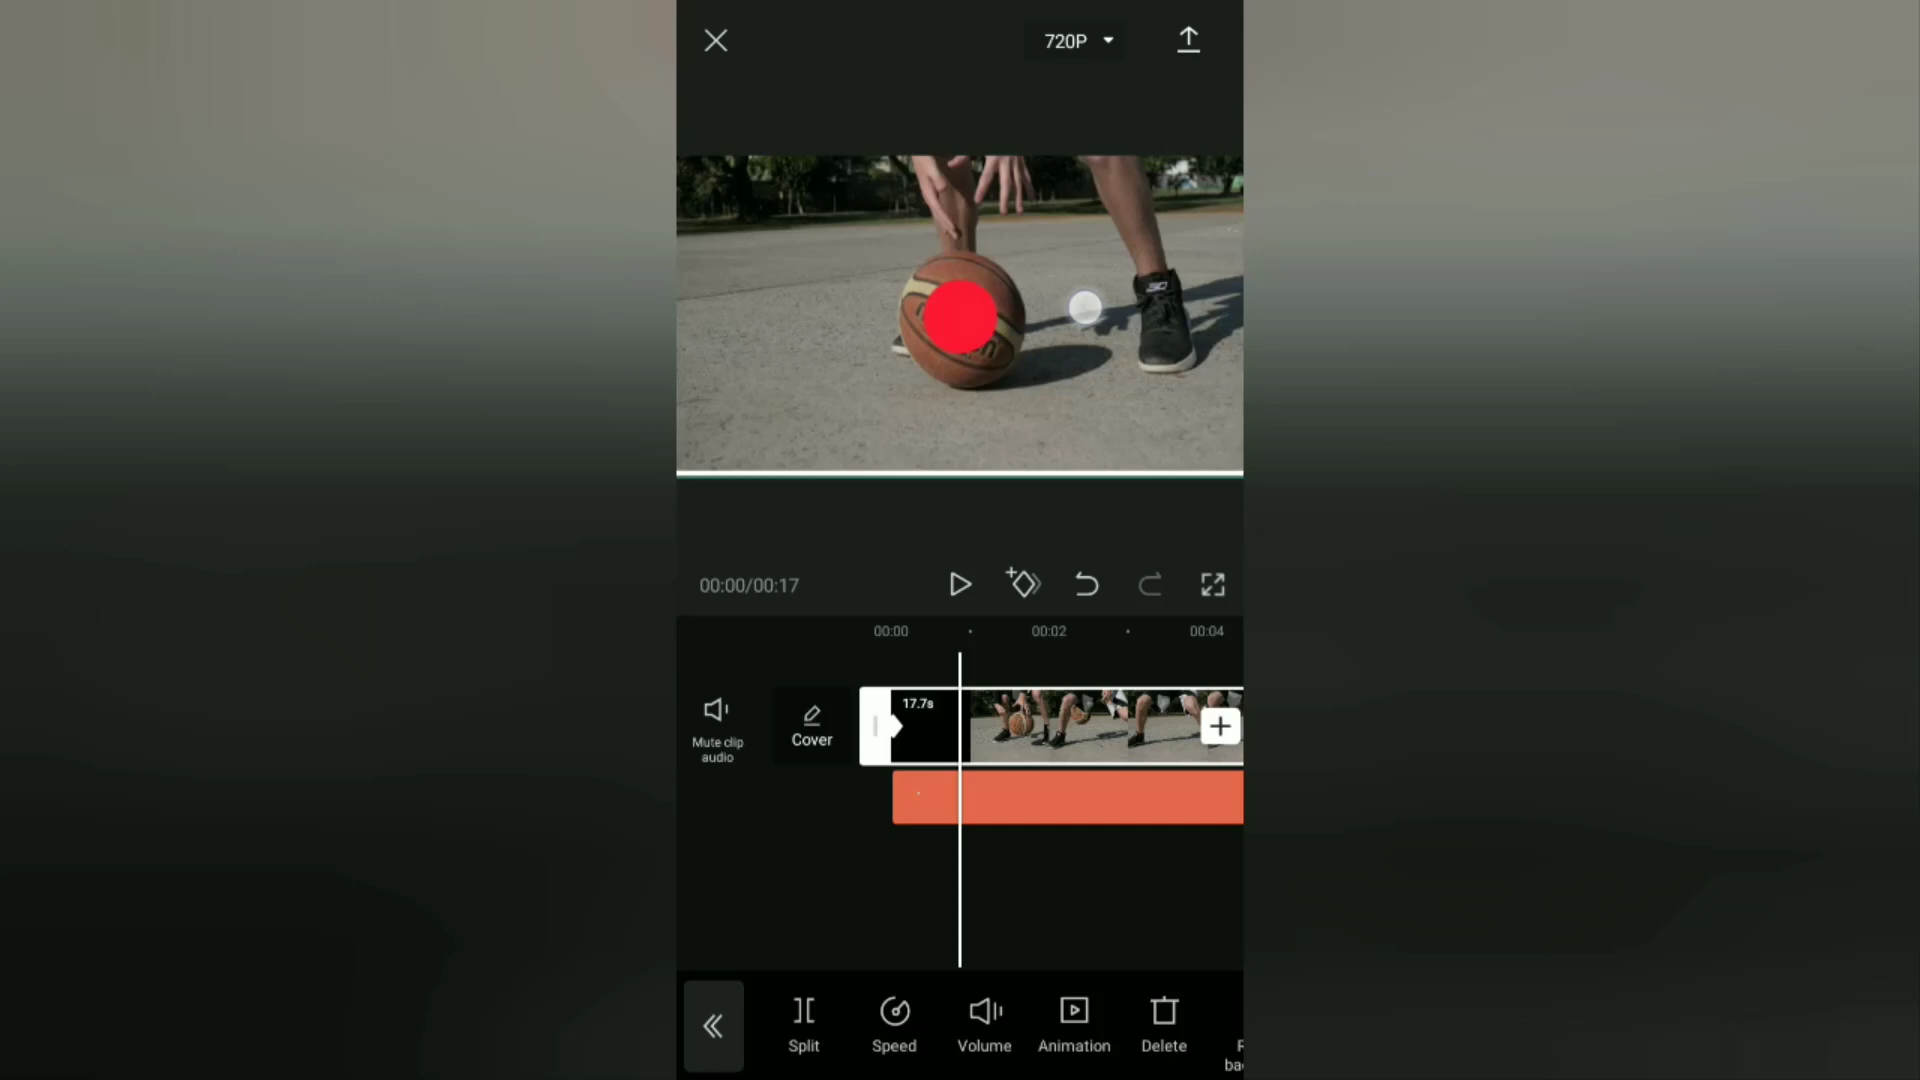 720P
00:00/00:17
00:00
00:02
00:04
17.7s
Mute clip
audio
Cover
Split
Speed
Volume
Animation
Delete